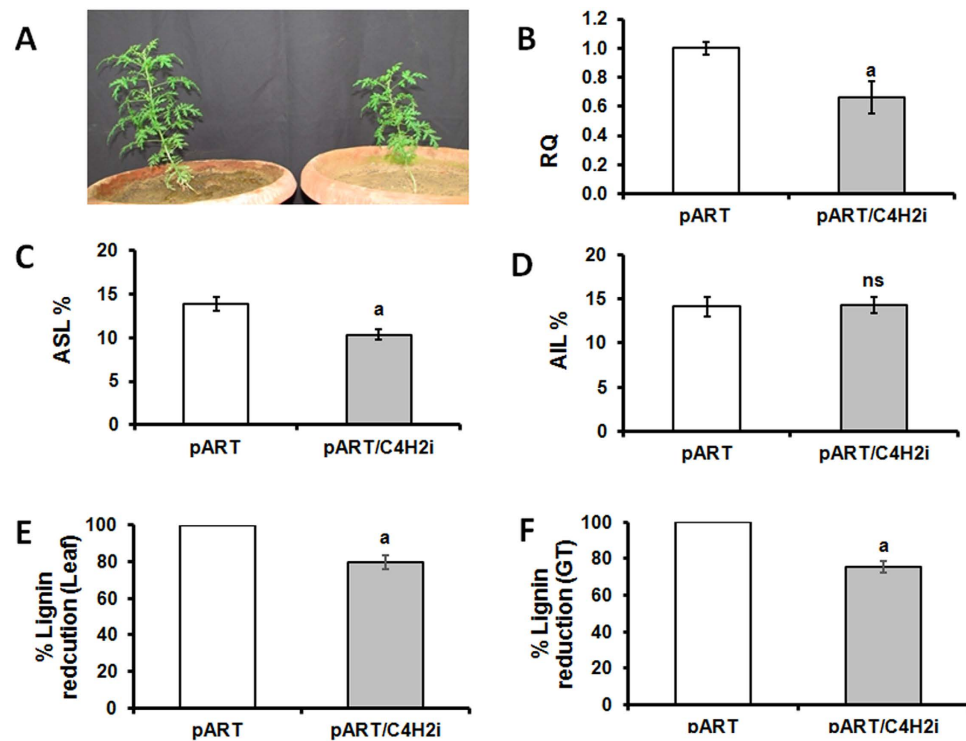 A
B
RQ
1.2
1.0
0.8
0.6
0.4
0.2
0.0
a
pART pART/C4H2i
C
ASL %
20
15
10
5
0
a
pART pART/C4H2i
D
AIL %
20
15
10
5
0
ns
pART pART/C4H2i
E
% Lignin
redcution (Leaf)
100
80
60
40
20
0
a
pART pART/C4H2i
F
% Lignin
reduction (GT)
100
80
60
40
20
0
a
pART pART/C4H2i